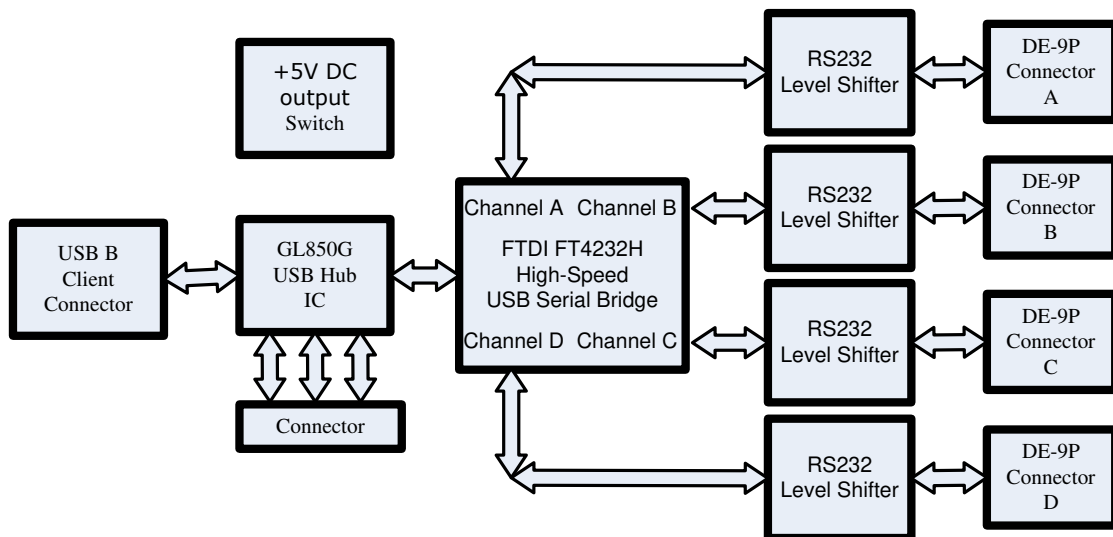 +5V DC
output
Switch
USB B
Client
Connector
GL850G
USB Hub
IC
Connector
Channel A Channel B
FTDI FT4232H
High-Speed
USB Serial Bridge
Channel D Channel C
RS232
Level Shifter
DE-9P
Connector
A
RS232
Level Shifter
DE-9P
Connector
B
RS232
Level Shifter
DE-9P
Connector
C
RS232
Level Shifter
DE-9P
Connector
D